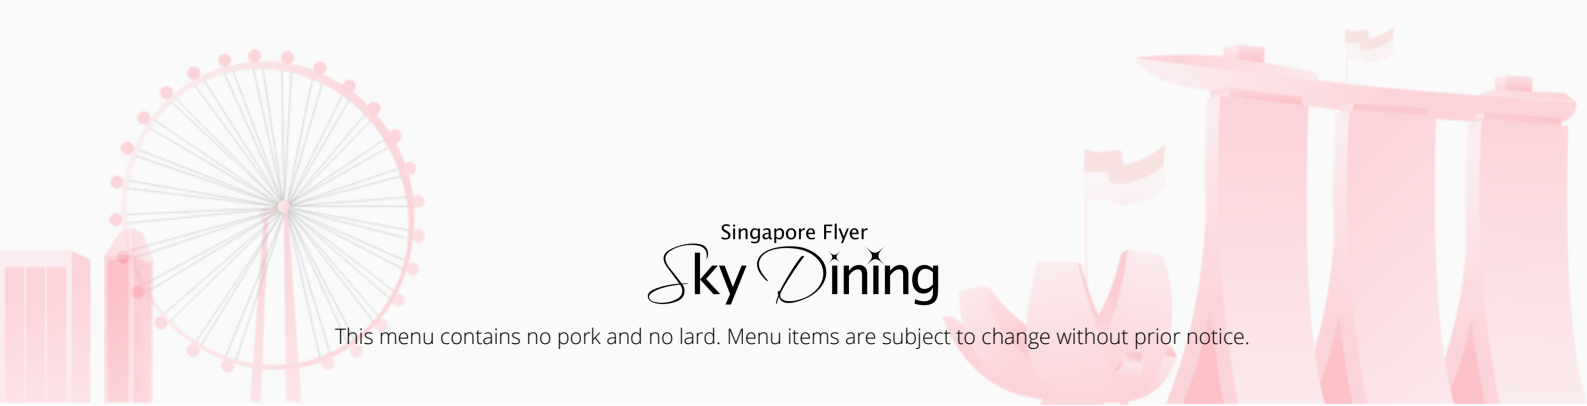 Singapore Flyer
Sky Dining
This menu contains no pork and no lard. Menu items are subject to change without prior notice.